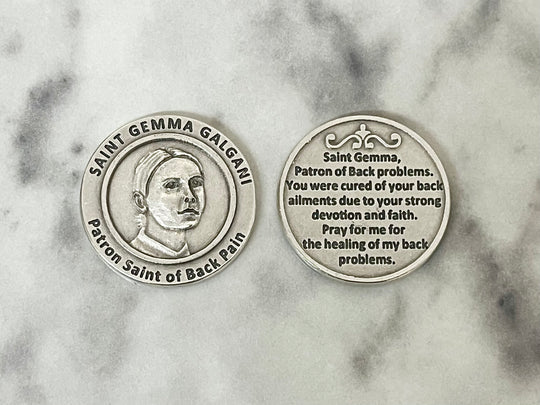 SAINT GEMMA GALGANI
Patron Saint of Back Pain
Saint Gemma,
Patron of Back problems.
You were cured of your back
ailments due to your strong
devotion and faith.
Pray for me for
the healing of my back
problems.